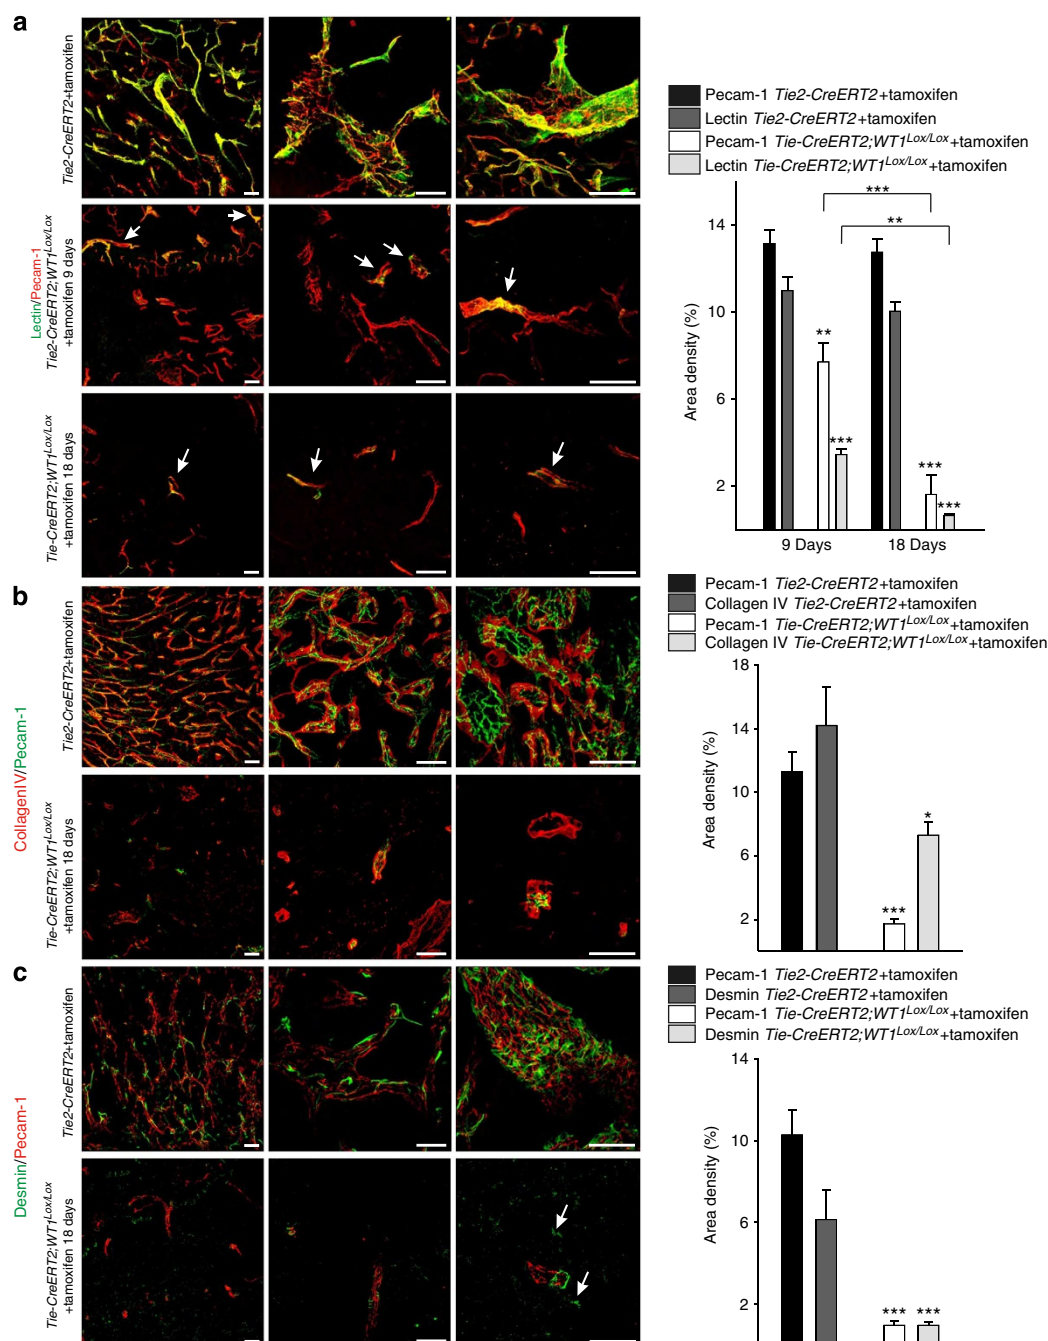 a
Tie2-CreERT2+tamoxifen
Lectin/Pecam-1
Tie2-CreERT2;WT1Lox/Lox
+tamoxifen 9 days
Tie-CreERT2;WT1Lox/Lox
+tamoxifen 18 days
Pecam-1 Tie2-CreERT2+tamoxifen
Lectin Tie2-CreERT2+tamoxifen
Pecam-1 Tie-CreERT2;WT1Lox/Lox+tamoxifen
Lectin Tie-CreERT2;WT1Lox/Lox+tamoxifen
Area density (%)
14
10
6
2
***
**
**
***
***
***
9 Days
18 Days
b
CollagenIV/Pecam-1
Tie2-CreERT2+tamoxifen
Tie-CreERT2;WT1Lox/Lox
+tamoxifen 18 days
Pecam-1 Tie2-CreERT2+tamoxifen
Collagen IV Tie2-CreERT2+tamoxifen
Pecam-1 Tie-CreERT2;WT1Lox/Lox+tamoxifen
Collagen IV Tie-CreERT2;WT1Lox/Lox+tamoxifen
Area density (%)
18
14
10
6
2
***
*
c
Desmin/Pecam-1
Tie2-CreERT2+tamoxifen
Tie-CreERT2;WT1Lox/Lox
+tamoxifen 18 days
Pecam-1 Tie2-CreERT2+tamoxifen
Desmin Tie2-CreERT2+tamoxifen
Pecam-1 Tie-CreERT2;WT1Lox/Lox+tamoxifen
Desmin Tie-CreERT2;WT1Lox/Lox+tamoxifen
Area density (%)
14
10
6
2
***
***